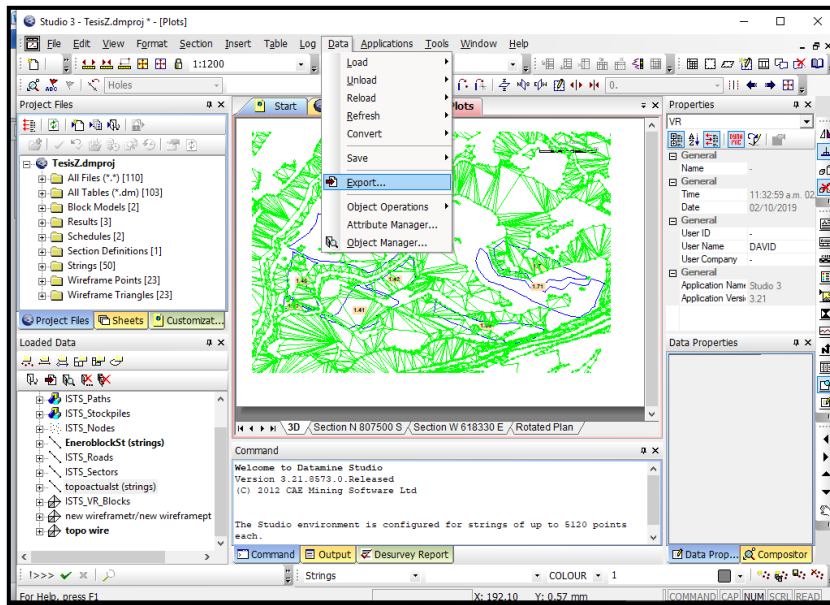 Studio 3 - TesisZ.dmproj * - [Plots]
File Edit View Format Section Insert Table Log Data Applications Tools Window Help
1:1200
Holes
0.
Project Files
TesisZ.dmproj
All Files (*.*) [110]
All Tables (*.dm) [103]
Block Models [2]
Results [3]
Schedules [2]
Section Definitions [1]
Strings [50]
Wireframe Points [23]
Wireframe Triangles [23]
Project Files Sheets Customizat...
Loaded Data
ISTS_Paths
ISTS_Stockpiles
ISTS_Nodes
EneroblockSt (strings)
ISTS_Roads
ISTS_Sectors
topoactualst (strings)
ISTS_VR_Blocks
new wireframetr/new wireframept
topo wire
Start
Plots
Load
Unload
Reload
Refresh
Convert
Save
Export...
Object Operations
Attribute Manager...
Object Manager...
1.41
1.71
3D Section N 807500 S Section W 618330 E Rotated Plan
Command
Welcome to Datamine Studio
Version 3.21.8573.0.Released
(C) 2012 CAE Mining Software Ltd
The Studio environment is configured for strings of up to 5120 points
each.
Command Output Desurvey Report
Properties
VR
General
Name -
General
Time 11:32:59 a.m. 02
Date 02/10/2019
General
User ID -
User Name DAVID
User Company -
General
Application Name Studio 3
Application Versi 3.21
Data Properties
Data Prop... Compositor
!>>>
Strings
COLOUR 1
For Help, press F1
X: 192.10 Y: 0.57 mm
COMMAND CAP NUM SCRL READ